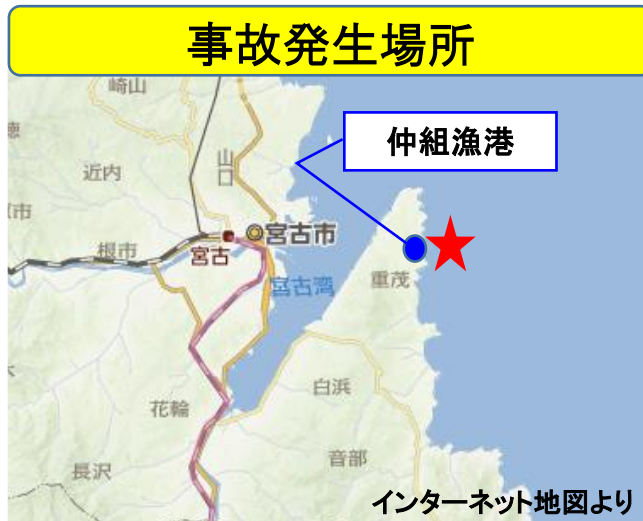 事故発生場所
崎山
仲組漁港
山口
近内
市
宮古市
宮古
根市
宮古湾
重茂
白浜
花輪
音部
長沢
インターネット地図より